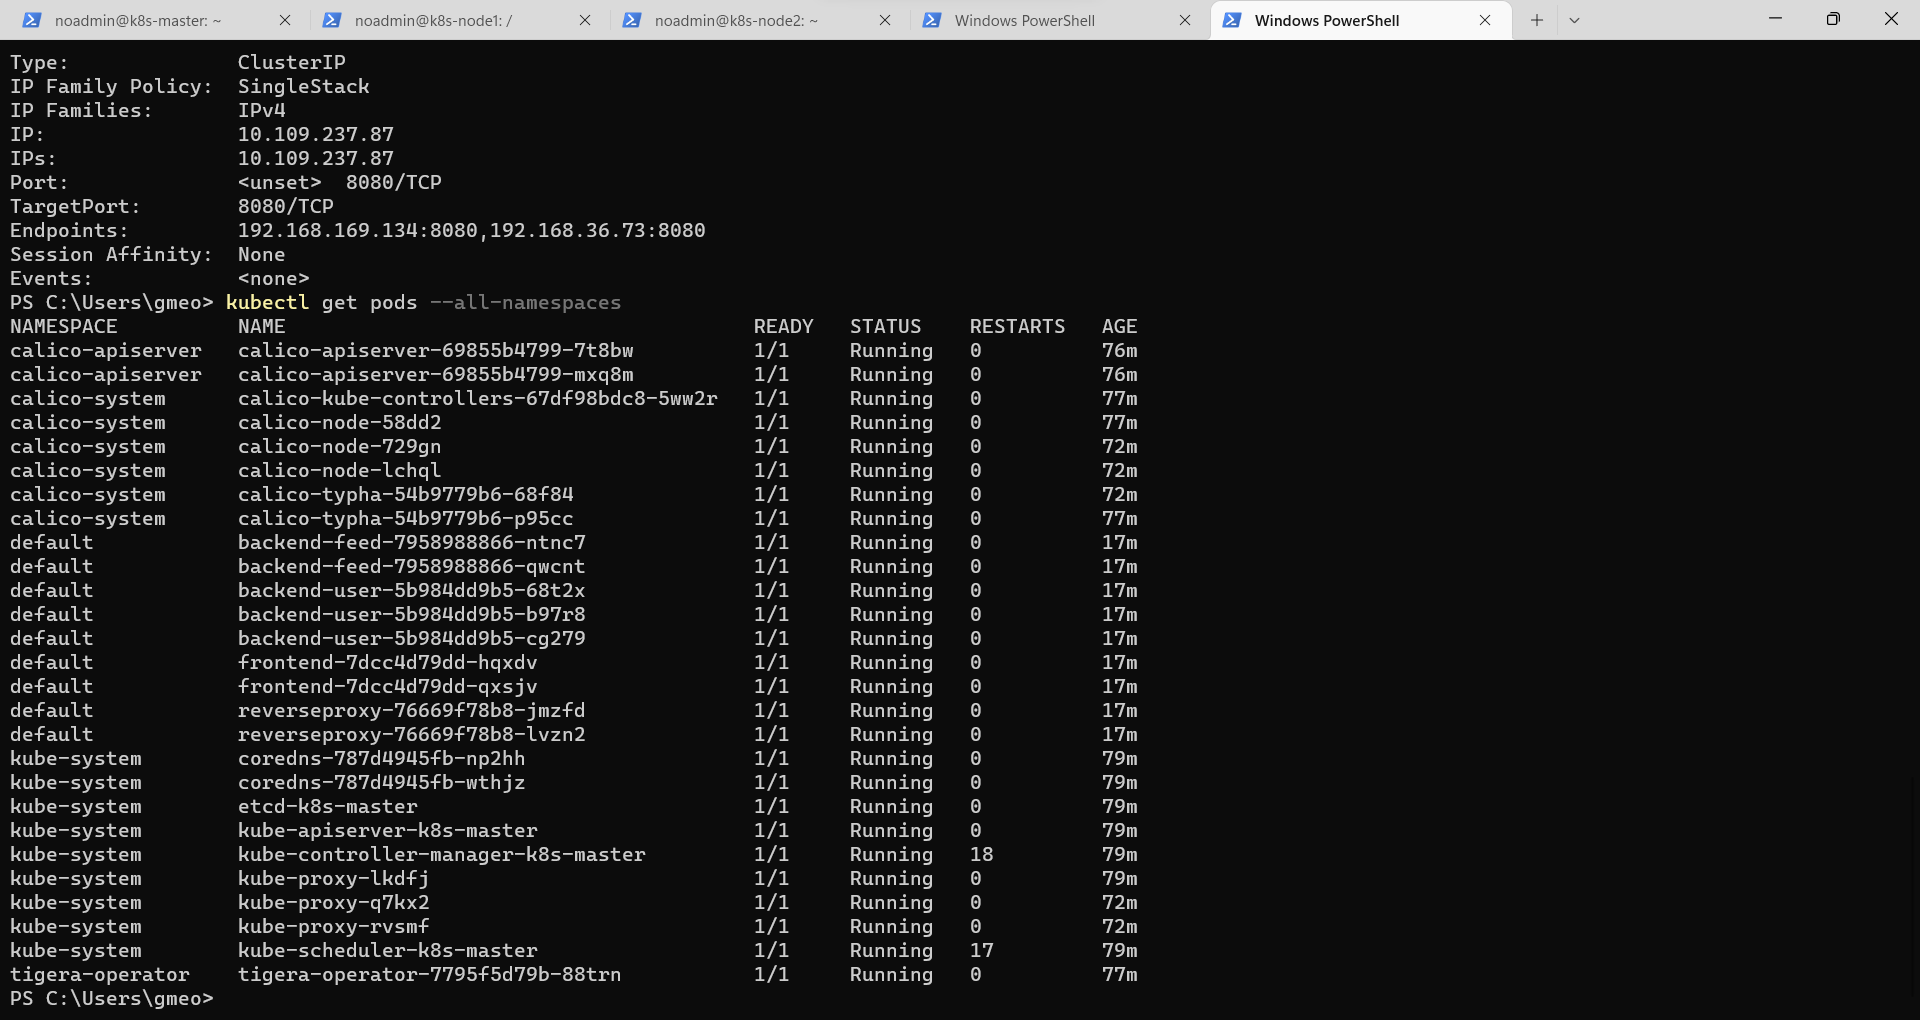 noadmin@k8s-master: ~ noadmin@k8s-node1: / noadmin@k8s-node2: ~ Windows PowerShell Windows PowerShell
Type: ClusterIP
IP Family Policy: SingleStack
IP Families: IPv4
IP: 10.109.237.87
IPs: 10.109.237.87
Port: <unset> 8080/TCP
TargetPort: 8080/TCP
Endpoints: 192.168.169.134:8080,192.168.36.73:8080
Session Affinity: None
Events: <none>
PS C:\Users\gmeo> kubectl get pods --all-namespaces
NAMESPACE NAME READY STATUS RESTARTS AGE
calico-apiserver calico-apiserver-69855b4799-7t8bw 1/1 Running 0 76m
calico-apiserver calico-apiserver-69855b4799-mxq8m 1/1 Running 0 76m
calico-system calico-kube-controllers-67df98bdc8-5ww2r 1/1 Running 0 77m
calico-system calico-node-58dd2 1/1 Running 0 77m
calico-system calico-node-729gn 1/1 Running 0 72m
calico-system calico-node-lchql 1/1 Running 0 72m
calico-system calico-typha-54b9779b6-68f84 1/1 Running 0 72m
calico-system calico-typha-54b9779b6-p95cc 1/1 Running 0 77m
default backend-feed-7958988866-ntnc7 1/1 Running 0 17m
default backend-feed-7958988866-qwcnt 1/1 Running 0 17m
default backend-user-5b984dd9b5-68t2x 1/1 Running 0 17m
default backend-user-5b984dd9b5-b97r8 1/1 Running 0 17m
default backend-user-5b984dd9b5-cg279 1/1 Running 0 17m
default frontend-7dcc4d79dd-hqxdv 1/1 Running 0 17m
default frontend-7dcc4d79dd-qxsjv 1/1 Running 0 17m
default reverseproxy-76669f78b8-jmzfd 1/1 Running 0 17m
default reverseproxy-76669f78b8-lvzn2 1/1 Running 0 17m
kube-system coredns-787d4945fb-np2hh 1/1 Running 0 79m
kube-system coredns-787d4945fb-wthjz 1/1 Running 0 79m
kube-system etcd-k8s-master 1/1 Running 0 79m
kube-system kube-apiserver-k8s-master 1/1 Running 0 79m
kube-system kube-controller-manager-k8s-master 1/1 Running 18 79m
kube-system kube-proxy-lkdfj 1/1 Running 0 79m
kube-system kube-proxy-q7kx2 1/1 Running 0 72m
kube-system kube-proxy-rvsmf 1/1 Running 0 72m
kube-system kube-scheduler-k8s-master 1/1 Running 17 79m
tigera-operator tigera-operator-7795f5d79b-88trn 1/1 Running 0 77m
PS C:\Users\gmeo>